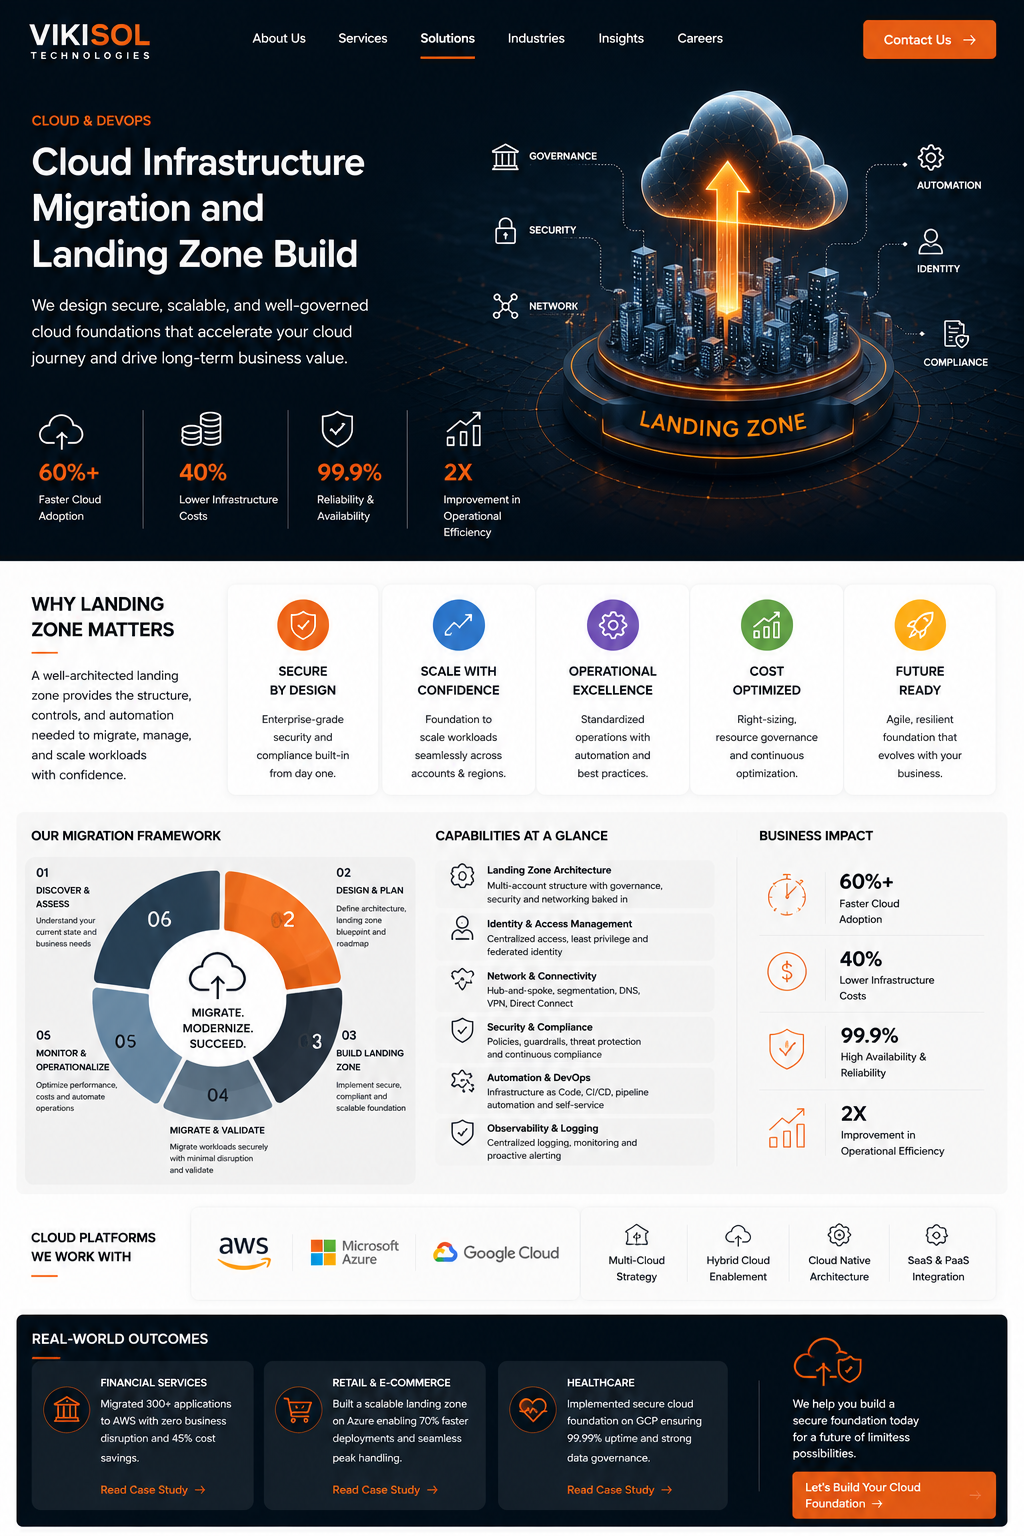 VIKISOL
TECHNOLOGIES
About Us
Services
Solutions
Industries
Insights
Careers
Contact Us →
CLOUD & DEVOPS
Cloud Infrastructure
Migration and
Landing Zone Build
We design secure, scalable, and well-governed
cloud foundations that accelerate your cloud
journey and drive long-term business value.
GOVERNANCE
SECURITY
NETWORK
AUTOMATION
IDENTITY
COMPLIANCE
LANDING ZONE
60%+
Faster Cloud
Adoption
40%
Lower Infrastructure
Costs
99.9%
Reliability &
Availability
2X
Improvement in
Operational
Efficiency
WHY LANDING
ZONE MATTERS
A well-architected landing
zone provides the structure,
controls, and automation
needed to migrate, manage,
and scale workloads
with confidence.
SECURE
BY DESIGN
Enterprise-grade
security and
compliance built-in
from day one.
SCALE WITH
CONFIDENCE
Foundation to
scale workloads
seamlessly across
accounts & regions.
OPERATIONAL
EXCELLENCE
Standardized
operations with
automation and
best practices.
COST
OPTIMIZED
Right-sizing,
resource governance
and continuous
optimization.
FUTURE
READY
Agile, resilient
foundation that
evolves with your
business.
OUR MIGRATION FRAMEWORK
01
DISCOVER &
ASSESS
Understand your
current state and
business needs
06
2
02
DESIGN & PLAN
Define architecture,
landing zone
blueppint and
roadmap
MIGRATE.
MODERNIZE.
SUCCEED.
05
MONITOR &
OPERATIONALIZE
Optimize performance,
costs and automate
operations
05
3
03
BUILD LANDING
ZONE
Implement secure,
compliant and
scalable foundation
04
MIGRATE & VALIDATE
Migrate workloads securely
with minimal disruption
and validate
CAPABILITIES AT A GLANCE
Landing Zone Architecture
Multi-account structure with governance,
security and networking baked in
Identity & Access Management
Centralized access, least privilege and
federated identity
Network & Connectivity
Hub-and-spoke, segmentation, DNS,
VPN, Direct Connect
Security & Compliance
Policies, guardrails, threat protection
and continuous compliance
Automation & DevOps
Infrastructure as Code, CI/CD, pipeline
automation and self-service
Observability & Logging
Centralized logging, monitoring and
proactive alerting
BUSINESS IMPACT
60%+
Faster Cloud
Adoption
40%
Lower Infrastructure
Costs
99.9%
High Availability &
Reliability
2X
Improvement in
Operational Efficiency
CLOUD PLATFORMS
WE WORK WITH
aws
Microsoft
Azure
Google Cloud
Multi-Cloud
Strategy
Hybrid Cloud
Enablement
Cloud Native
Architecture
SaaS & PaaS
Integration
REAL-WORLD OUTCOMES
FINANCIAL SERVICES
Migrated 300+ applications
to AWS with zero business
disruption and 45% cost
savings.
Read Case Study →
RETAIL & E-COMMERCE
Built a scalable landing zone
on Azure enabling 70% faster
deployments and seamless
peak handling.
Read Case Study →
HEALTHCARE
Implemented secure cloud
foundation on GCP ensuring
99.99% uptime and strong
data governance.
Read Case Study →
We help you build a
secure foundation today
for a future of limitless
possibilities.
Let's Build Your Cloud
Foundation →